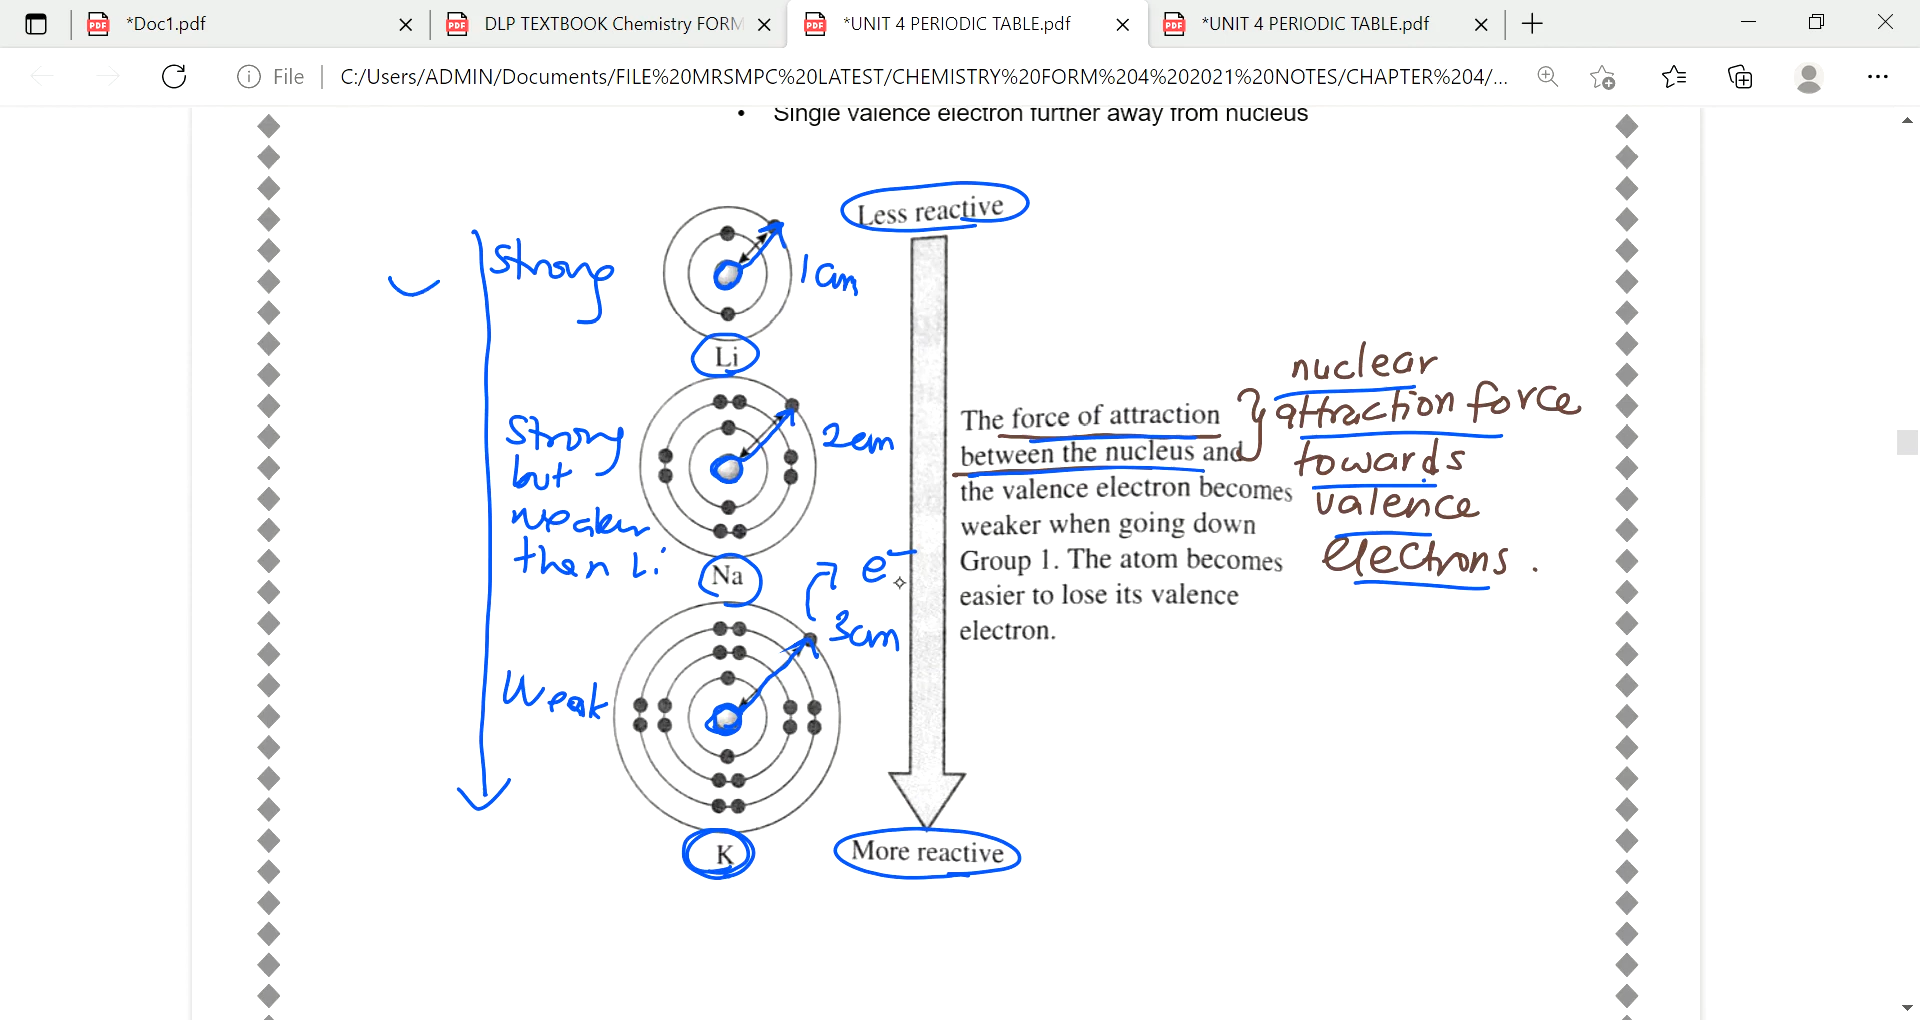 *Doc1.pdf
DLP TEXTBOOK Chemistry FORM
*UNIT 4 PERIODIC TABLE.pdf
*UNIT 4 PERIODIC TABLE.pdf
File
C:/Users/ADMIN/Documents/FILE%20MRSMPC%20LATEST/CHEMISTRY%20FORM%204%202021%20NOTES/CHAPTER%204/...
• Single valence electron further away from nucleus
Less reactive
Strong
1cm
Li
Strong
but
weaker
than Li
2cm
Na
e-
3cm
Weak
K
The force of attraction
between the nucleus and
the valence electron becomes
weaker when going down
Group 1. The atom becomes
easier to lose its valence
electron.
nuclear
attraction force
towards
valence
electrons.
More reactive